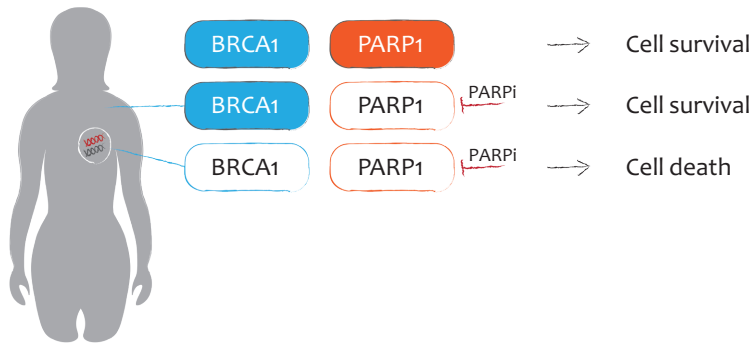 BRCA1 PARP1 Cell survival
BRCA1 PARP1 PARPi Cell survival
BRCA1 PARP1 PARPi Cell death